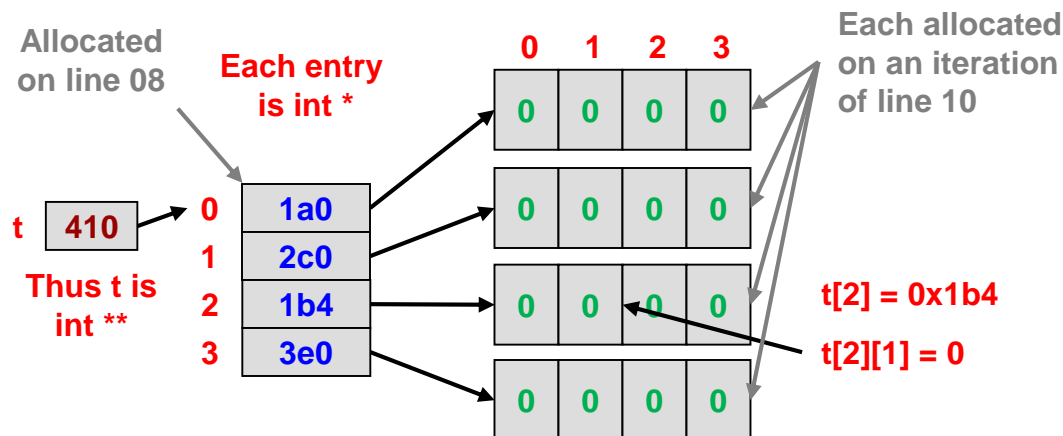 Allocated
on line 08
Each entry
is int *
0 1 2 3
Each allocated
on an iteration
of line 10
0 0 0 0
0 0 0 0
0 0 0 0
0 0 0 0
t 410
Thus t is
int **
0 1a0
1 2c0
2 1b4
3 3e0
t[2] = 0x1b4
t[2][1] = 0